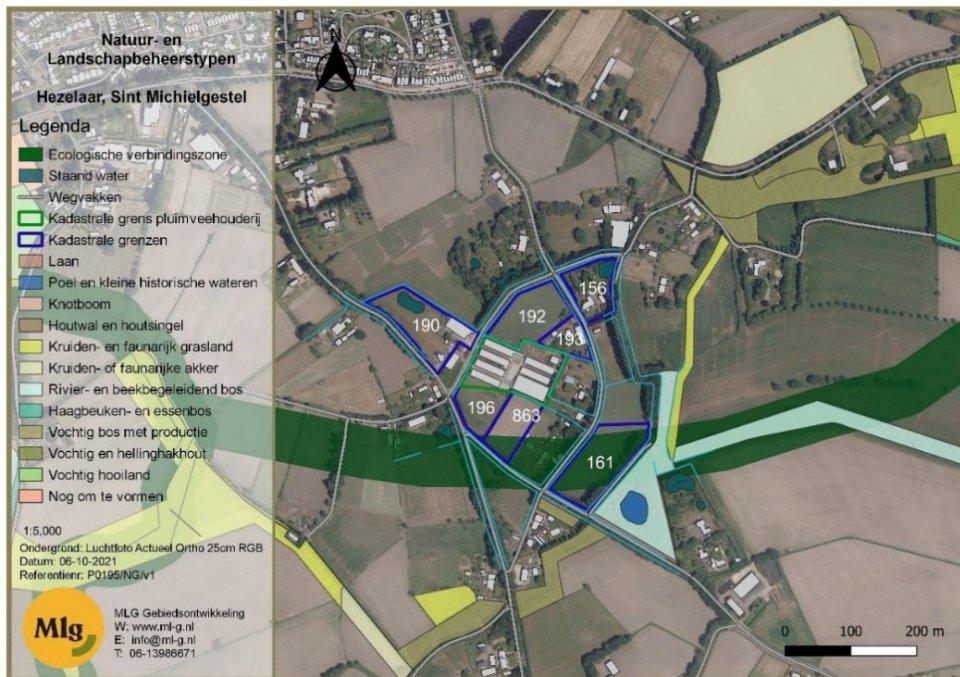 Natuur- en
Landschapbeheerstypen
Hezelaar, Sint Michielgestel
Legenda
Ecologische verbindingszone
Staand water
Wegvakken
Kadastrale grens pluimveehouderij
Kadastrale grenzen
Laan
Poel en kleine historische wateren
Knotboom
Houtwal en houtsingel
Kruiden- en faunarijk grasland
Kruiden- of faunarijke akker
Rivier- en beekbegeleidend bos
Haagbeuken- en essenbos
Vochtig bos met productie
Vochtig en hellinghakhout
Vochtig hooiland
Nog om te vormen
1:5,000
Ondergrond: Luchtfoto Actueel Ortho 25cm RGB
Datum: 06-10-2021
Referentienr: P0195/NG/v1
Mlg
MLG Gebiedsontwikkeling
W: www.ml-g.nl
E: info@ml-g.nl
T: 06-13986671
N
156
192
190
193
196
863
161
0 100 200 m